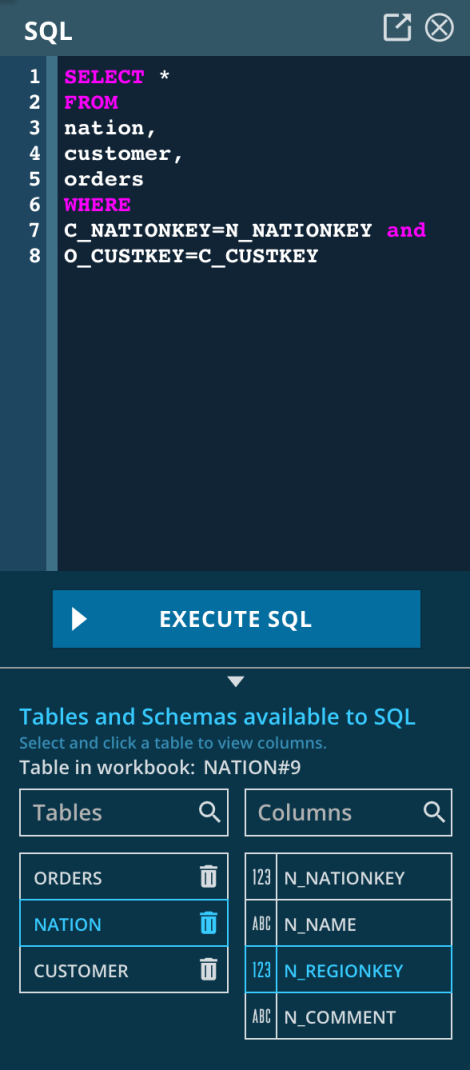 SQL
1 SELECT *
2 FROM
3 nation,
4 customer,
5 orders
6 WHERE
7 C_NATIONKEY=N_NATIONKEY and
8 O_CUSTKEY=C_CUSTKEY
EXECUTE SQL
Tables and Schemas available to SQL
Select and click a table to view columns.
Table in workbook: NATION#9
Tables Columns
ORDERS 123 N_NATIONKEY
NATION ABC N_NAME
CUSTOMER 123 N_REGIONKEY
ABC N_COMMENT